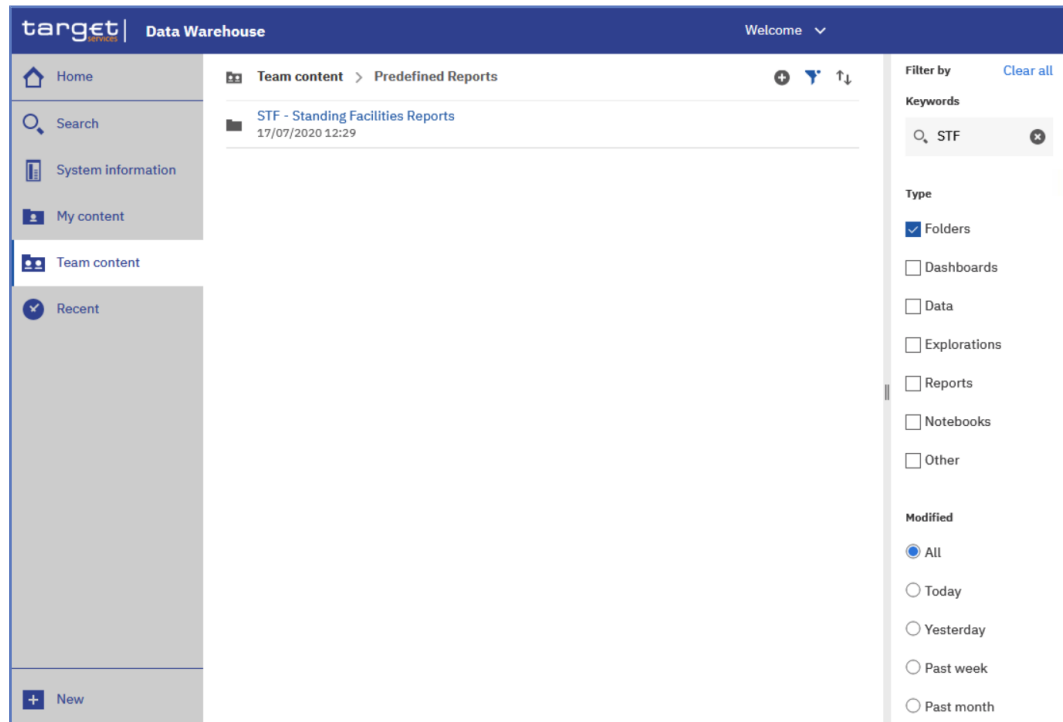 target services | Data Warehouse
Welcome
Home
Search
System information
My content
Team content
Recent
New
Team content > Predefined Reports
STF - Standing Facilities Reports
17/07/2020 12:29
Filter by Clear all
Keywords
STF
Type
Folders
Dashboards
Data
Explorations
Reports
Notebooks
Other
Modified
All
Today
Yesterday
Past week
Past month